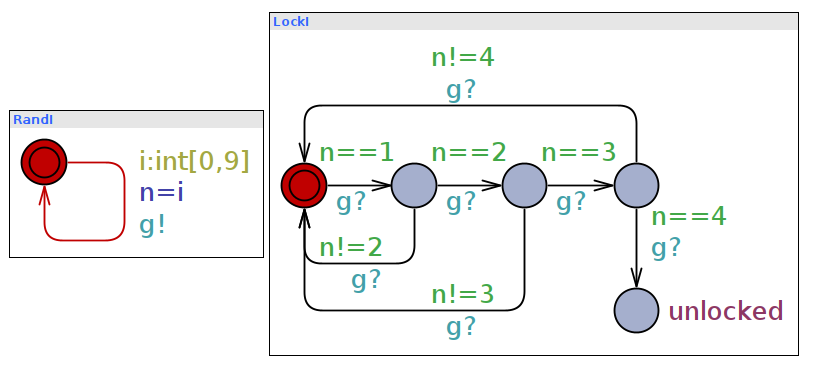 RandI
i:int[0,9]
n=i
g!
LockI
n!=4
g?
n==1
g?
n==2
g?
n==3
g?
n!=2
g?
n!=3
g?
n==4
g?
unlocked